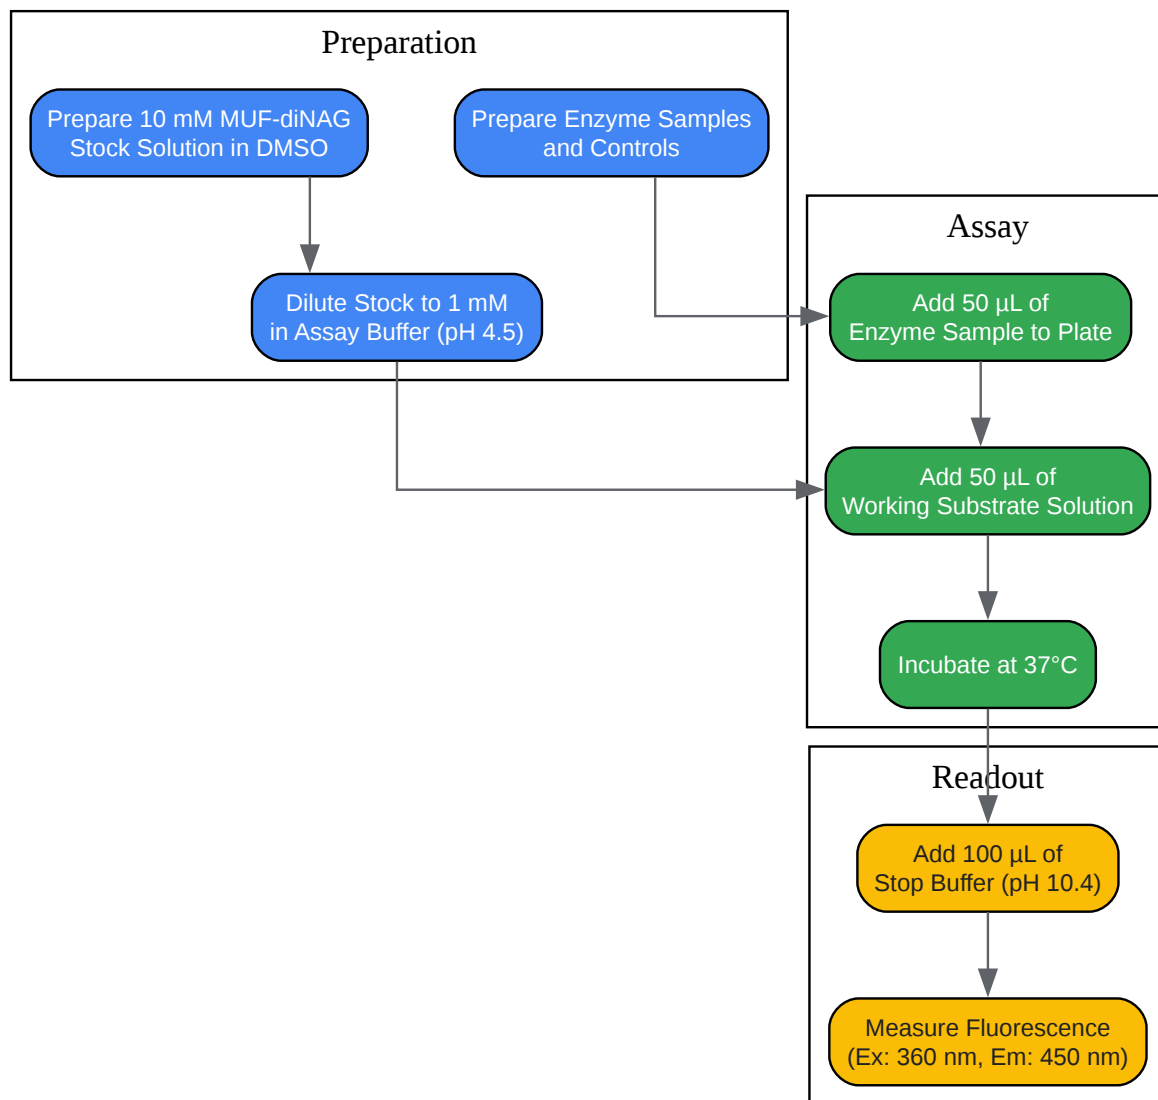 Preparation
Prepare 10 mM MUF-diNAG
Stock Solution in DMSO
Prepare Enzyme Samples
and Controls
Dilute Stock to 1 mM
in Assay Buffer (pH 4.5)
Assay
Add 50 µL of
Enzyme Sample to Plate
Add 50 µL of
Working Substrate Solution
Incubate at 37°C
Readout
Add 100 µL of
Stop Buffer (pH 10.4)
Measure Fluorescence
(Ex: 360 nm, Em: 450 nm)